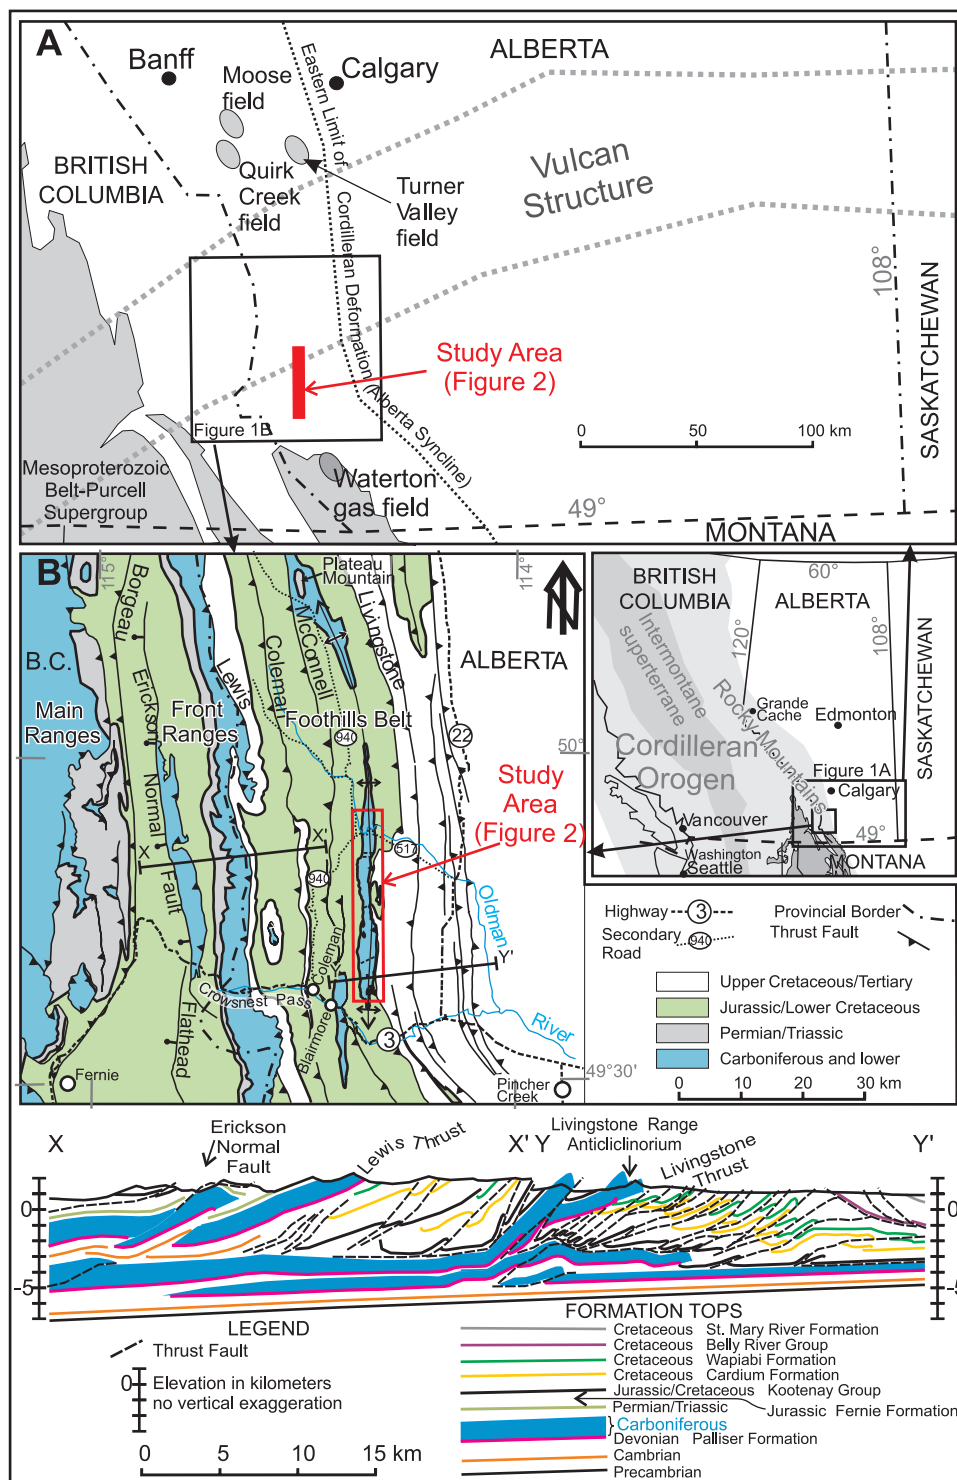 A
Banff
Moose
field
Calgary
ALBERTA
Eastern Limit of
Cordilleran Deformation
(Alberta Syncline)
BRITISH
COLUMBIA
Quirk
Creek
field
Turner
Valley
field
Vulcan
Structure
108°
SASKATCHEWAN
Study Area
(Figure 2)
Figure 1B
0
50
100 km
Mesoproterozoic
Belt-Purcell
Supergroup
Waterton
gas field
49°
MONTANA
B
115°
114°
Plateau
Mountain
Borgeau
Livingstone
McConnell
Coleman
Lewis
Erickson
Normal
Fault
B.C.
Main
Ranges
Front
Ranges
Foothills Belt
ALBERTA
N
940
22
50°
Study
Area
(Figure 2)
X
X'
517
940
Oldman
Coleman
Y
Y'
Crowsnest Pass
Blairmore
River
3
Flathead
Fernie
49°30'
Pincher
Creek
BRITISH
COLUMBIA
60°
ALBERTA
Intermontane
superterrane
120°
108°
Rocky Mountains
Grande
Cache
Edmonton
Cordilleran
Orogen
Figure 1A
Calgary
Vancouver
49°
Washington
Seattle
MONTANA
SASKATCHEWAN
Highway
3
Provincial Border
Secondary
Road
940
Thrust Fault
Upper Cretaceous/Tertiary
Jurassic/Lower Cretaceous
Permian/Triassic
Carboniferous and lower
0
10
20
30 km
X
Erickson
Normal
Fault
Lewis Thrust
X'
Y
Livingstone Range
Anticliclinorium
Livingstone
Thrust
Y'
0
-5
0
-5
LEGEND
Thrust Fault
0
Elevation in kilometers
no vertical exaggeration
0
5
10
15 km
FORMATION TOPS
Cretaceous St. Mary River Formation
Cretaceous Belly River Group
Cretaceous Wapiabi Formation
Cretaceous Cardium Formation
Jurassic/Cretaceous Kootenay Group
Permian/Triassic
Jurassic Fernie Formation
Carboniferous
Devonian Palliser Formation
Cambrian
Precambrian